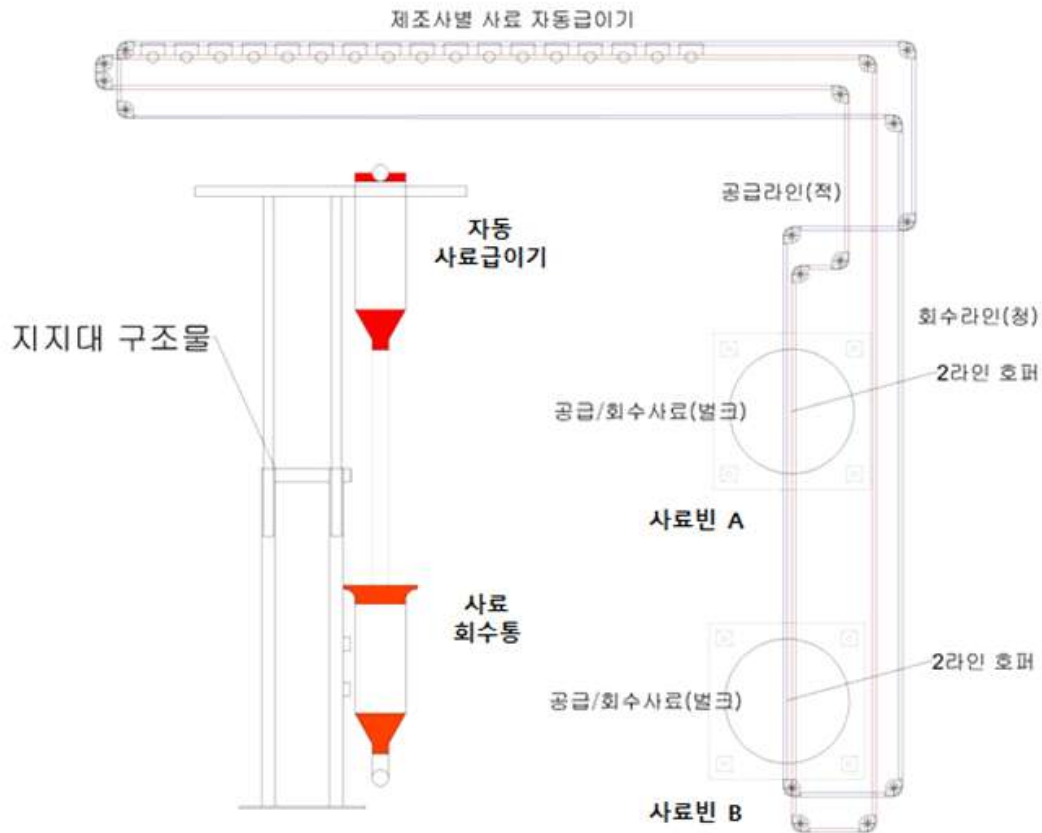 제조사별 사료 자동급이기
공급라인(적)
자동
사료급이기
회수라인(청)
지지대 구조물
2라인 호퍼
공급/회수사료(벌크)
사료빈 A
사료
회수통
2라인 호퍼
공급/회수사료(벌크)
사료빈 B